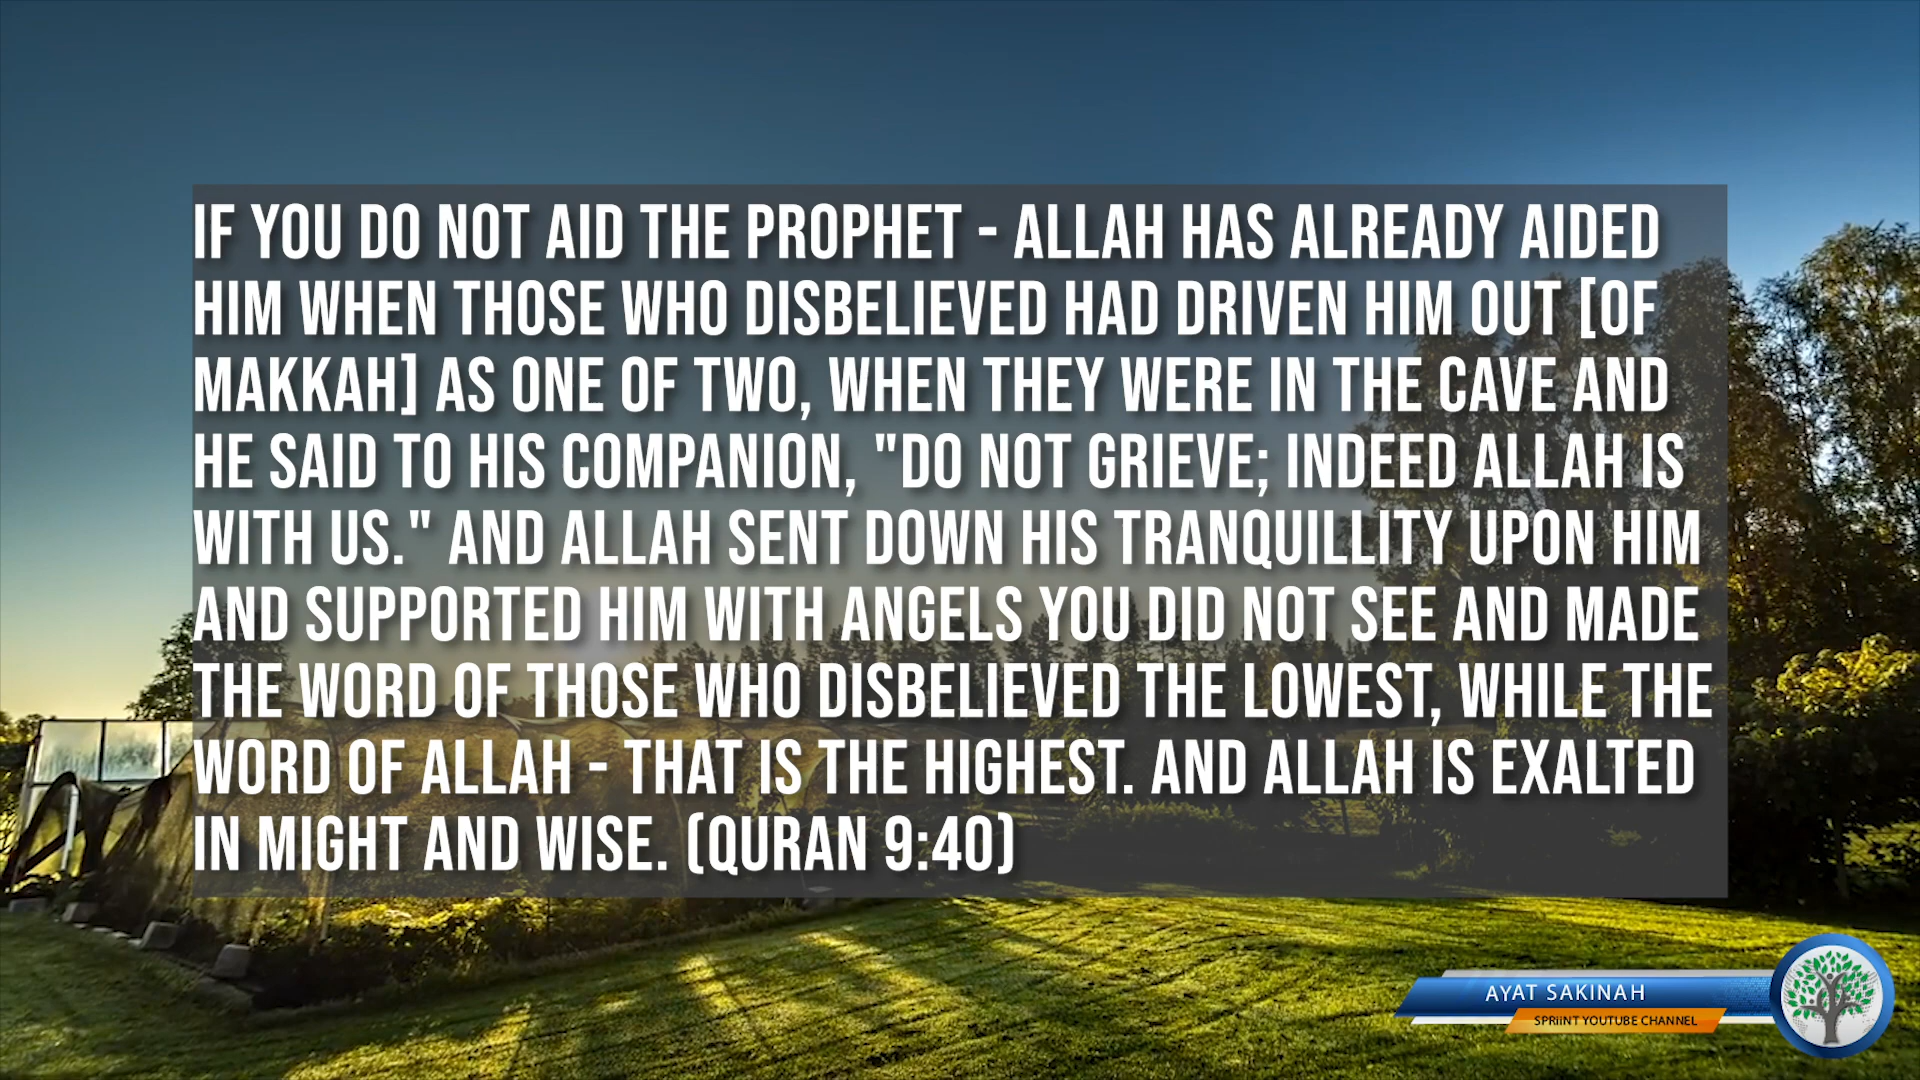 IF YOU DO NOT AID THE PROPHET - ALLAH HAS ALREADY AIDED
HIM WHEN THOSE WHO DISBELIEVED HAD DRIVEN HIM OUT [OF
MAKKAH] AS ONE OF TWO, WHEN THEY WERE IN THE CAVE AND
HE SAID TO HIS COMPANION, "DO NOT GRIEVE; INDEED ALLAH IS
WITH US." AND ALLAH SENT DOWN HIS TRANQUILLITY UPON HIM
AND SUPPORTED HIM WITH ANGELS YOU DID NOT SEE AND MADE
THE WORD OF THOSE WHO DISBELIEVED THE LOWEST, WHILE THE
WORD OF ALLAH - THAT IS THE HIGHEST. AND ALLAH IS EXALTED
IN MIGHT AND WISE. (QURAN 9:40)
AYAT SAKINAH
SPRiiNT YOUTUBE CHANNEL